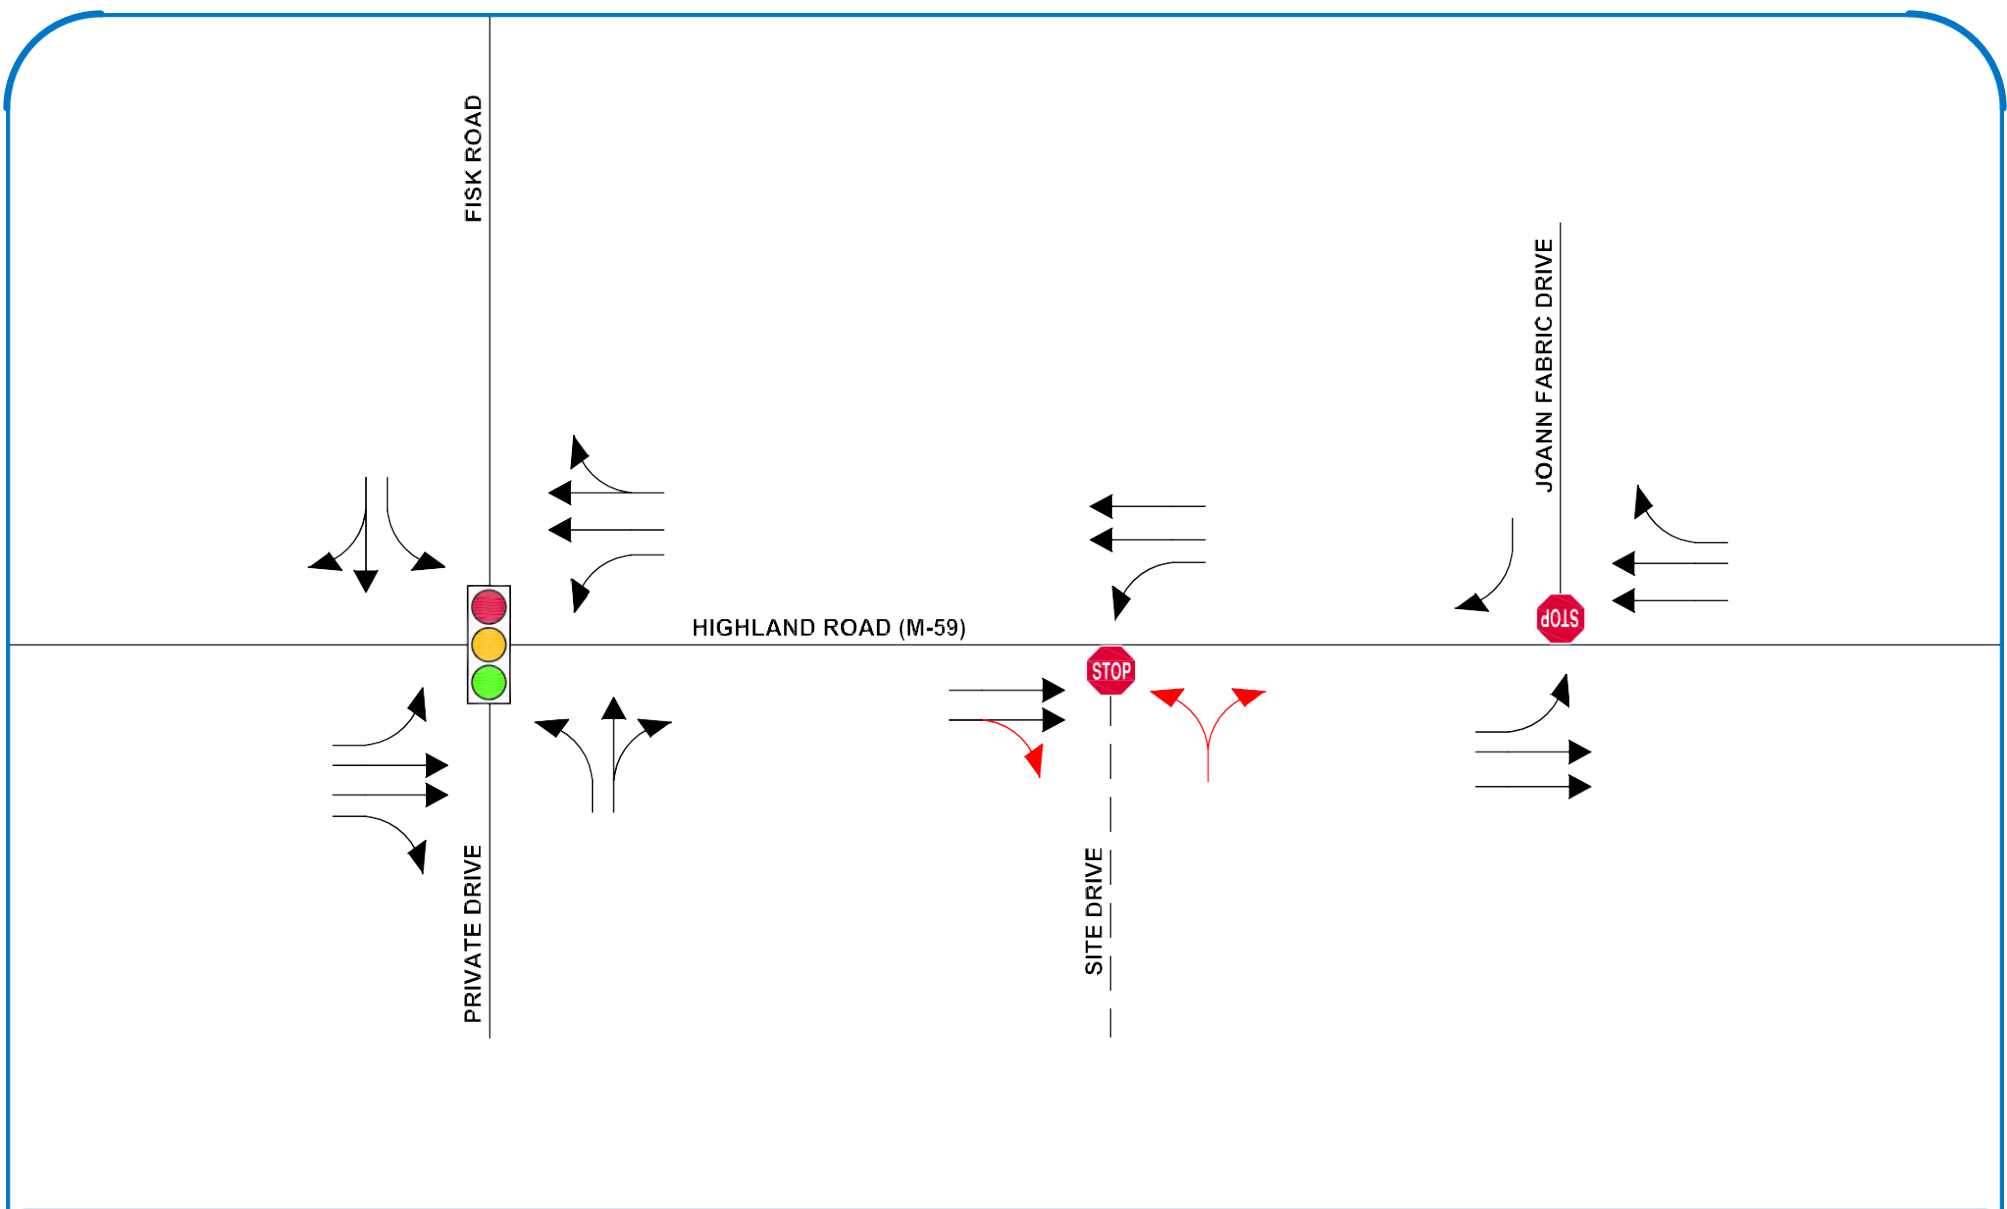 FISK ROAD
JOANN FABRIC DRIVE
HIGHLAND ROAD (M-59)
STOP
STOP
PRIVATE DRIVE
SITE DRIVE